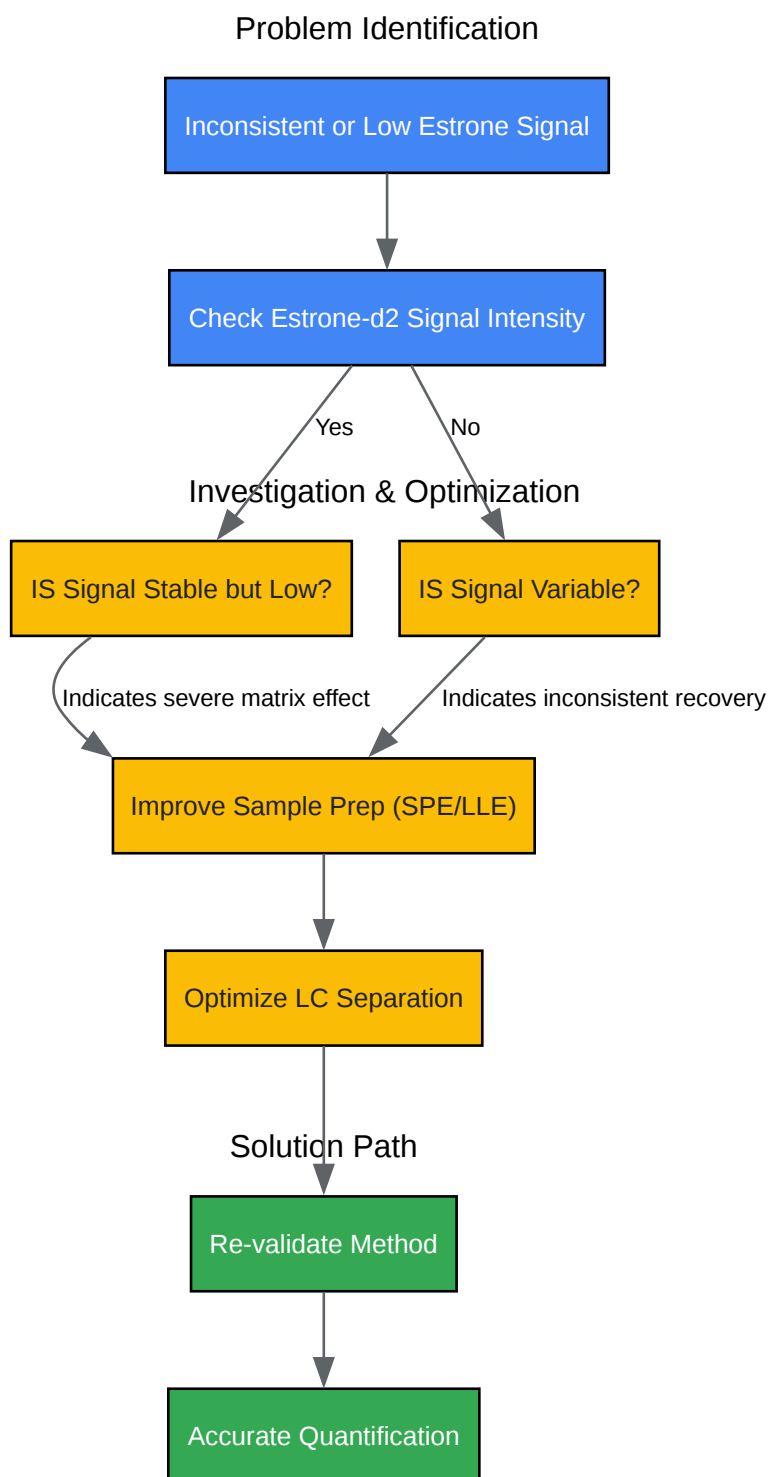 Problem Identification
Inconsistent or Low Estrone Signal
Check Estrone-d2 Signal Intensity
Yes
No
Investigation & Optimization
IS Signal Stable but Low?
IS Signal Variable?
Indicates severe matrix effect
Indicates inconsistent recovery
Improve Sample Prep (SPE/LLE)
Optimize LC Separation
Solution Path
Re-validate Method
Accurate Quantification